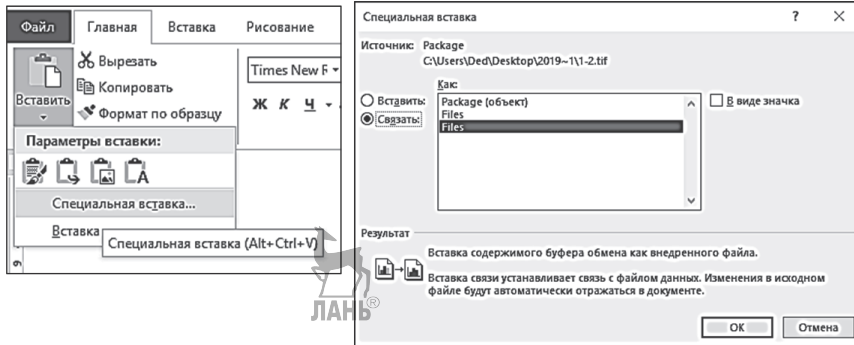 Файл Главная Вставка Рисование
Вставить
Вырезать
Копировать
Формат по образцу
Times New F
Ж К Ч
Параметры вставки:
Специальная вставка...
Вставка
Специальная вставка (Alt+Ctrl+V)
9
Специальная вставка ? ×
Источник: Package
C:\Users\Ded\Desktop\2019~1\1-2.tif
Как:
Вставить:
Связать:
Package (объект)
Files
Files
В виде значка
Результат
Вставка содержимого буфера обмена как внедренного файла.
Вставка связи устанавливает связь с файлом данных. Изменения в исходном
файле будут автоматически отражаться в документе.
ОК Отмена
ЛАНЬ®